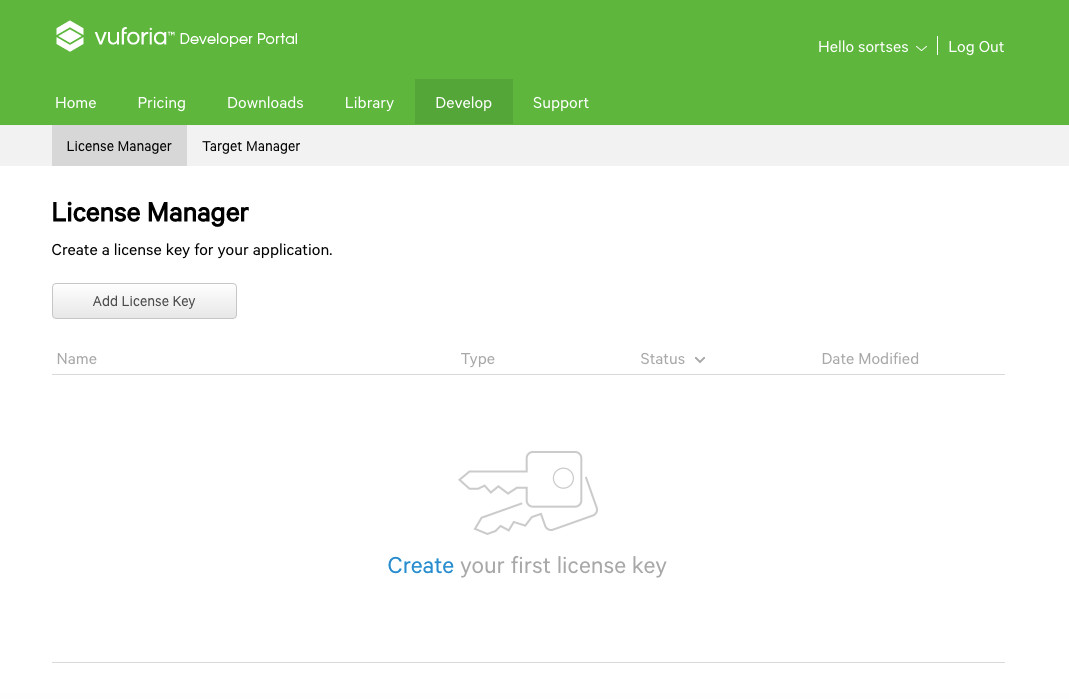 vuforia™ Developer Portal
Hello sortses Log Out
Home Pricing Downloads Library Develop Support
License Manager Target Manager
License Manager
Create a license key for your application.
Add License Key
Name Type Status Date Modified
Create your first license key